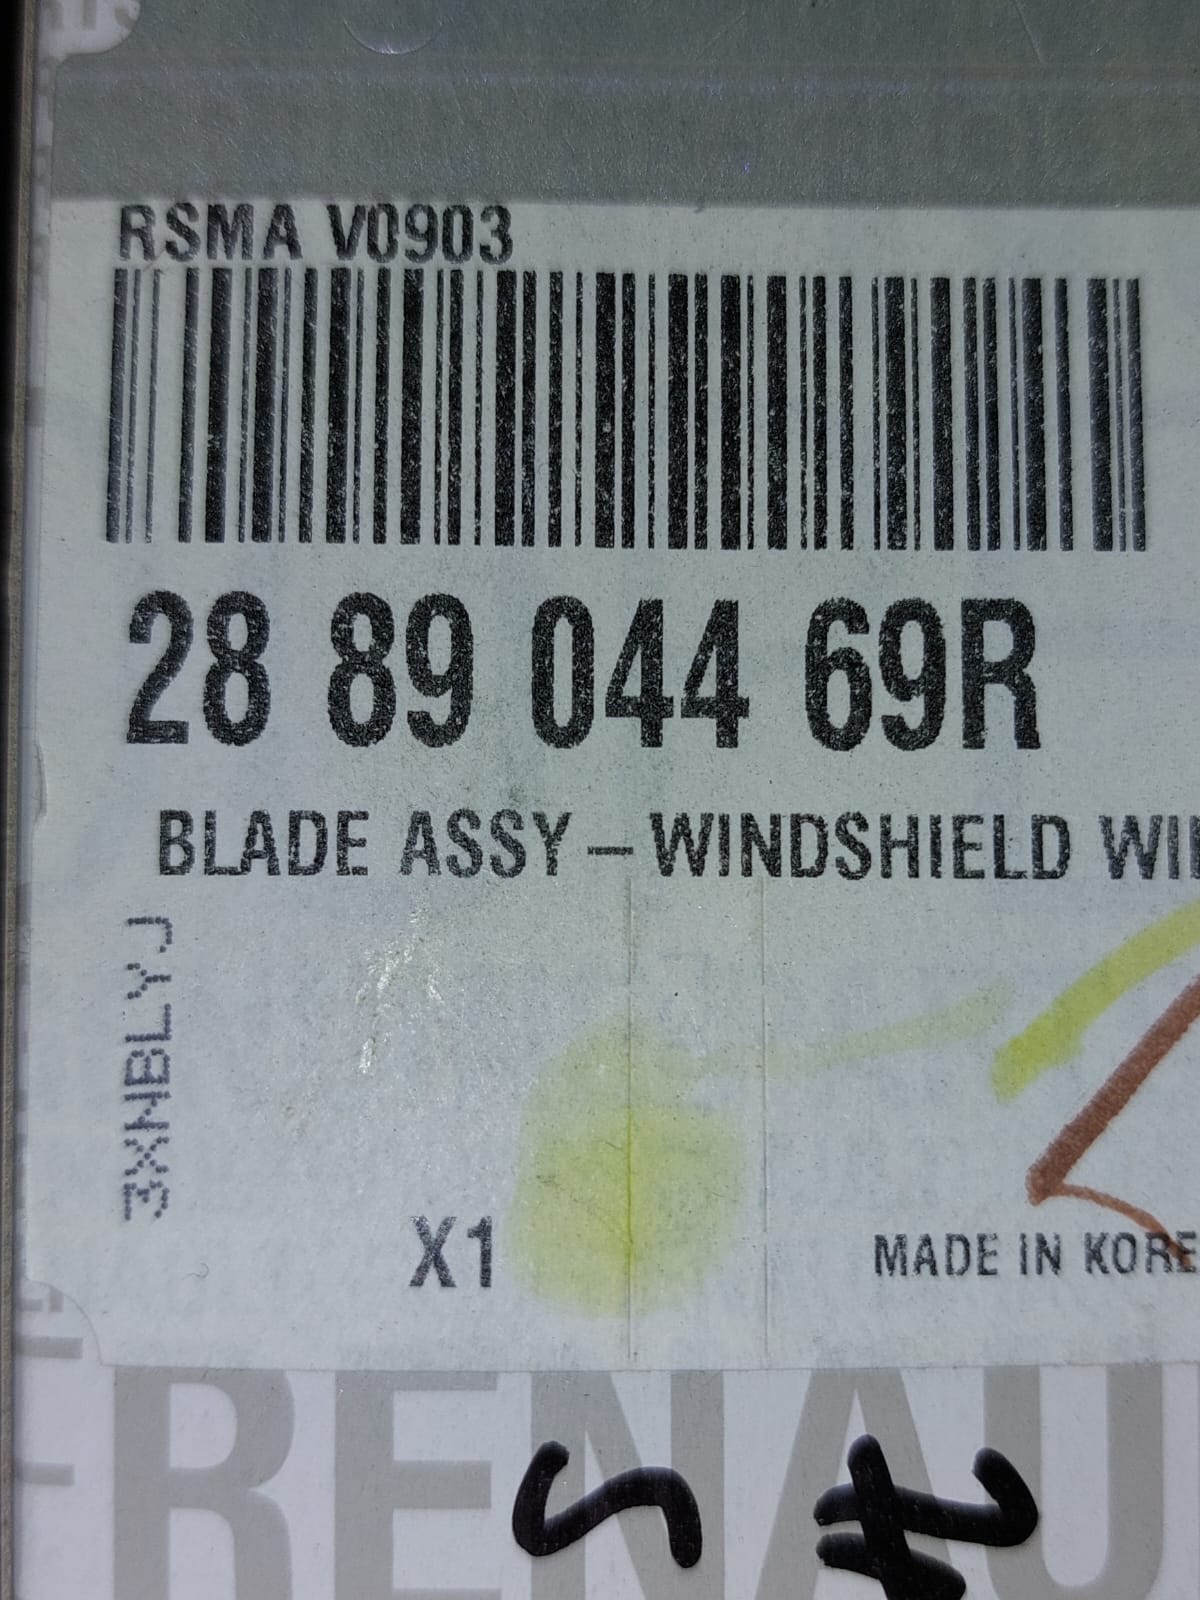 RSMA V0903
28 89 044 69R
BLADE ASSY-WINDSHIELD WI
3XNBLYJ
X1
MADE IN KORE
RENAU